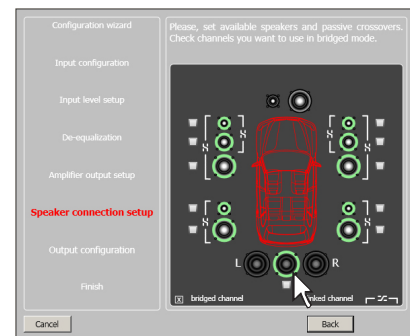 Configuration wizard
Please, set available speakers and passive crossovers.
Check channels you want to use in bridged mode.
Input configuration
Input level setup
De-equalization
Amplifier output setup
Speaker connection setup
Output configuration
Finish
L R
x bridged channel inked channel
Cancel
Back